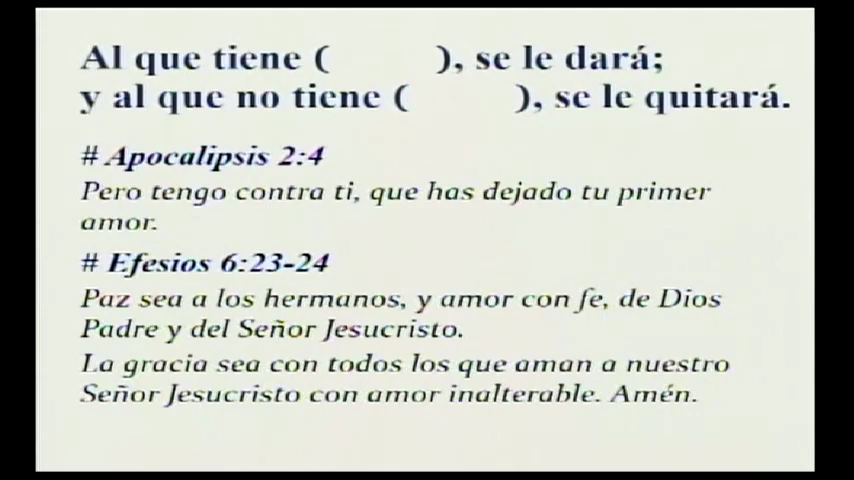 Al que tiene (          ), se le dará;
y al que no tiene (          ), se le quitará.
# Apocalipsis 2:4
Pero tengo contra ti, que has dejado tu primer
amor.
# Efesios 6:23-24
Paz sea a los hermanos, y amor con fe, de Dios
Padre y del Señor Jesucristo.
La gracia sea con todos los que aman a nuestro
Señor Jesucristo con amor inalterable. Amén.